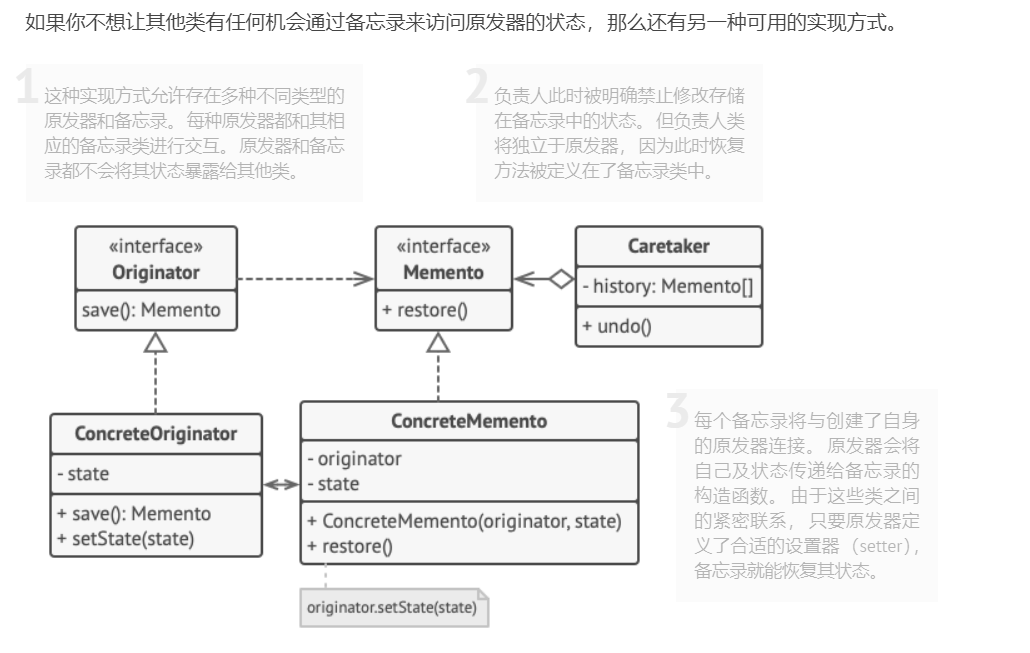 如果你不想让其他类有任何机会通过备忘录来访问原发器的状态，那么还有另一种可用的实现方式。
1
这种实现方式允许存在多种不同类型的
原发器和备忘录。 每种原发器都和其相
应的备忘录类进行交互。 原发器和备忘
录都不会将其状态暴露给其他类。
2
负责人此时被明确禁止修改存储
在备忘录中的状态。 但负责人类
将独立于原发器， 因为此时恢复
方法被定义在了备忘录类中。
«interface»
Originator
save(): Memento
«interface»
Memento
+ restore()
Caretaker
- history: Memento[]
+ undo()
ConcreteOriginator
- state
+ save(): Memento
+ setState(state)
ConcreteMemento
- originator
- state
+ ConcreteMemento(originator, state)
+ restore()
originator.setState(state)
3
每个备忘录将与创建了自身
的原发器连接。 原发器会将
自己及状态传递给备忘录的
构造函数。 由于这些类之间
的紧密联系， 只要原发器定
义了合适的设置器 （setter），
备忘录就能恢复其状态。